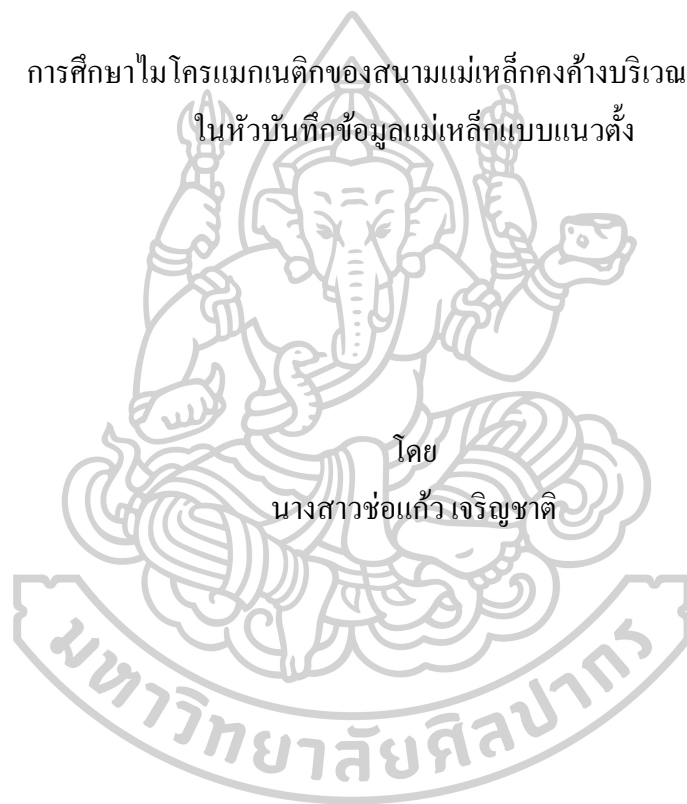 การศึกษาไมโครแมกเนติกของสนามแม่เหล็กคงค้างบริเวณ
ในหัวบันทึกข้อมูลแม่เหล็กแบบแนวตั้ง
โดย
นางสาวช่อแก้ว เจริญชาติ
มหาวิทยาลัยศิลปากร